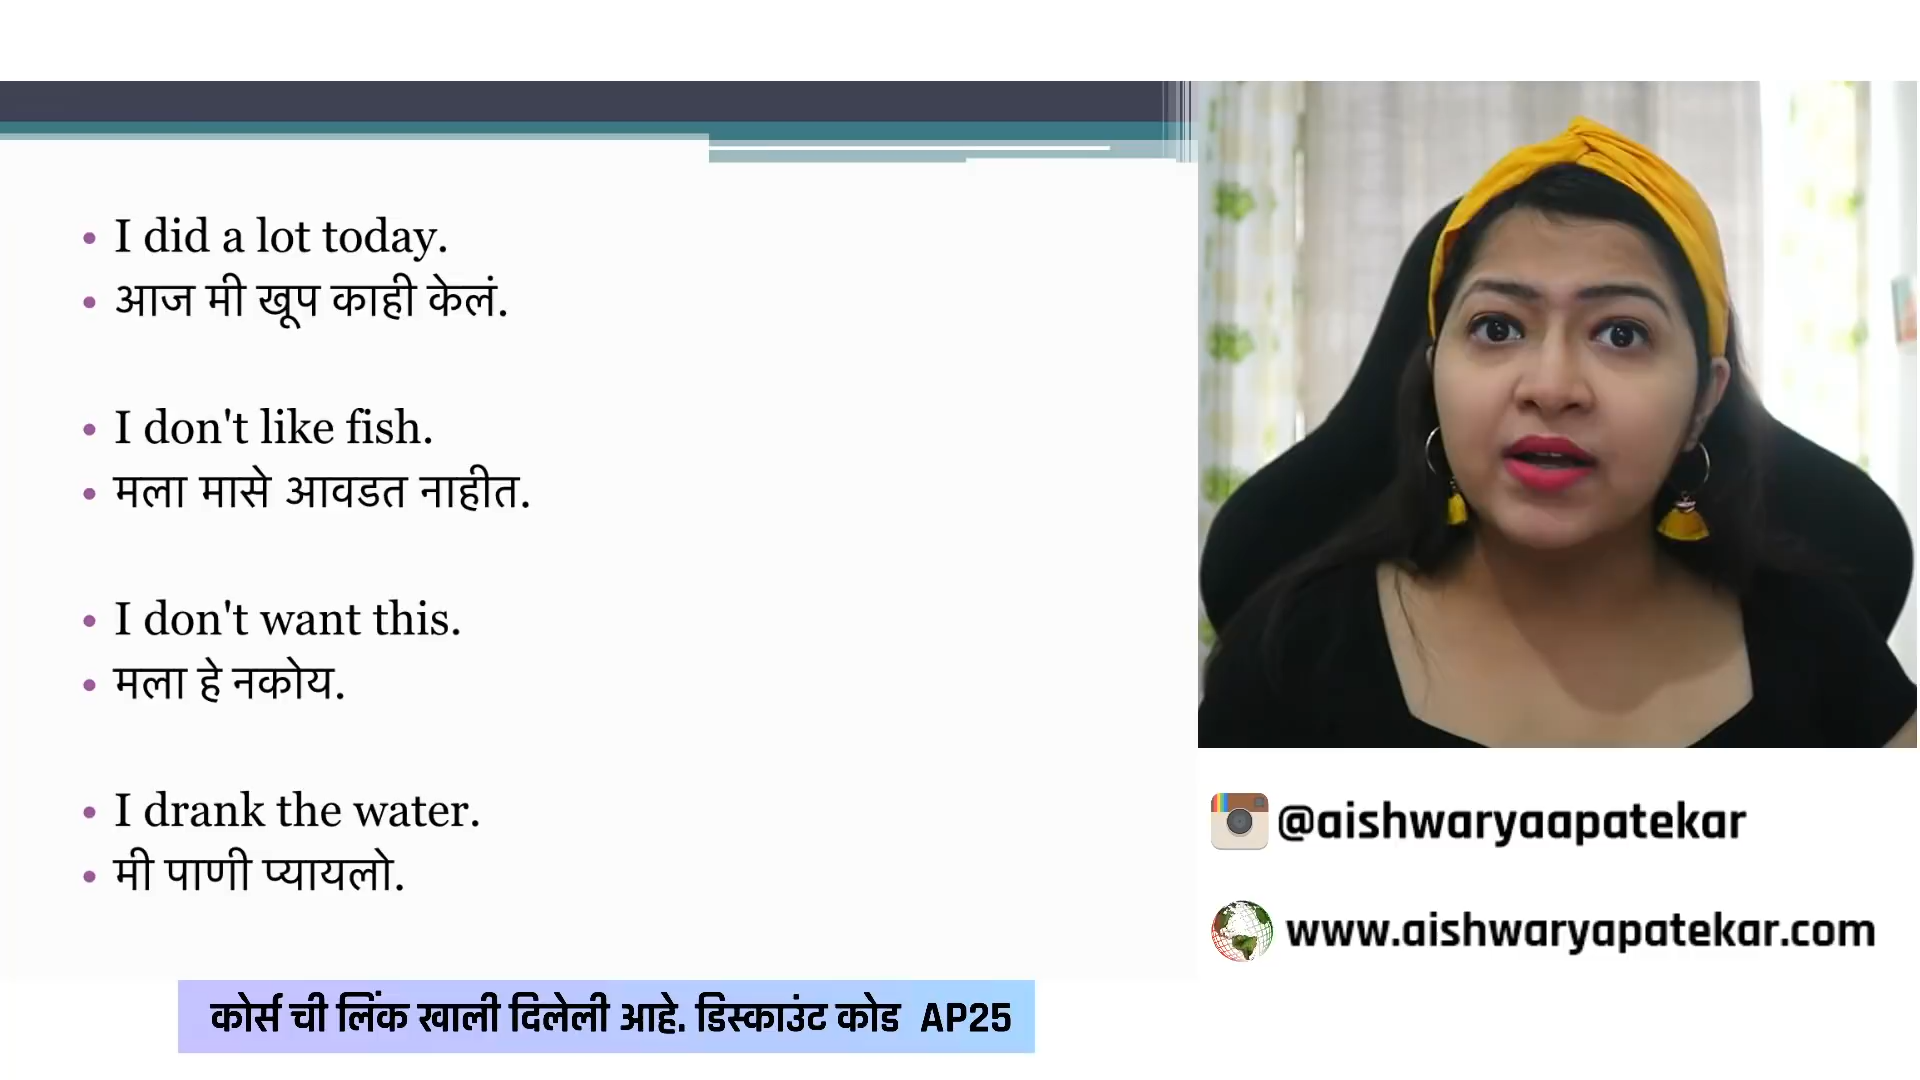 I did a lot today.
आज मी खूप काही केलं.
I don't like fish.
मला मासे आवडत नाहीत.
I don't want this.
मला हे नकोय.
I drank the water.
मी पाणी प्यायलो.
@aishwaryaapatekar
www.aishwaryapatekar.com
कोर्स ची लिंक खाली दिलेली आहे. डिस्काउंट कोड AP25